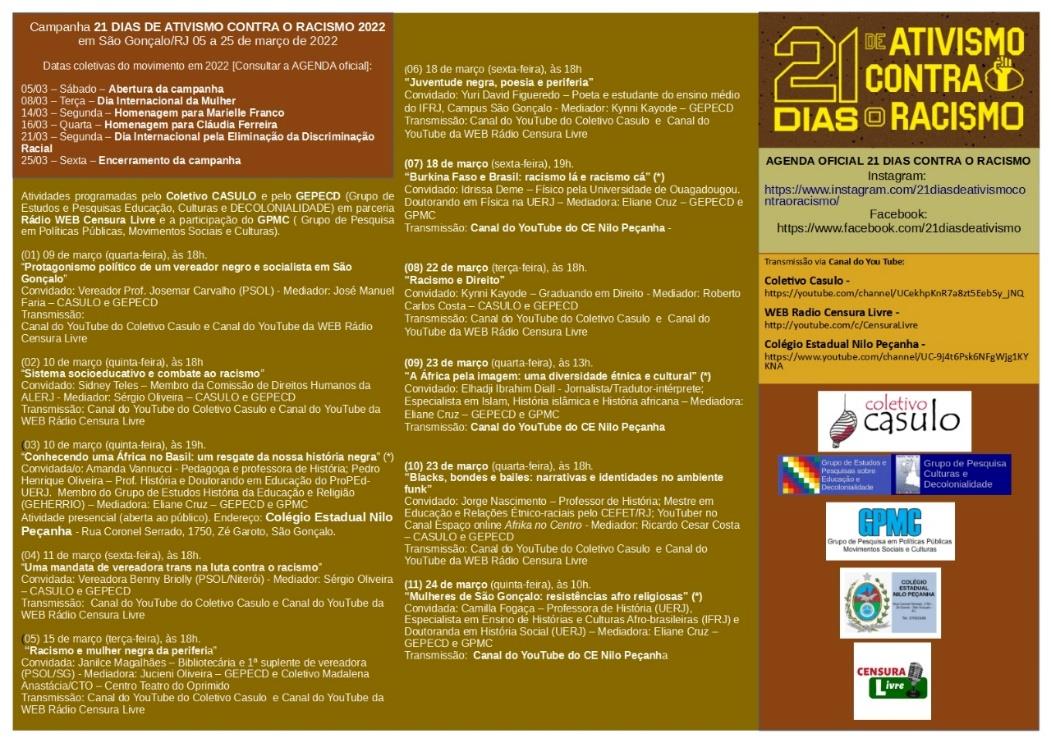 Campanha 21 DIAS DE ATIVISMO CONTRA O RACISMO 2022
em São Gonçalo/RJ 05 a 25 de março de 2022
Datas coletivas do movimento em 2022 [Consultar a AGENDA oficial]:
05/03 – Sábado – Abertura da campanha
08/03 – Terça – Dia Internacional da Mulher
14/03 – Segunda – Homenagem para Marielle Franco
16/03 – Quarta – Homenagem para Cláudia Ferreira
21/03 – Segunda – Dia Internacional pela Eliminação da Discriminação
Racial
25/03 – Sexta – Encerramento da campanha
Atividades programadas pelo Coletivo CASULO e pelo GEPECD (Grupo de
Estudos e Pesquisas Educação, Culturas e DECOLONIALIDADE) em parceria
Rádio WEB Censura Livre e a participação do GPMC ( Grupo de Pesquisa
em Políticas Públicas, Movimentos Sociais e Culturas).
(01) 09 de março (quarta-feira), às 18h.
"Protagonismo político de um vereador negro e socialista em São
Gonçalo"
Convidado: Vereador Prof. Josemar Carvalho (PSOL) - Mediador: José Manuel
Faria – CASULO e GEPECD
Transmissão:
Canal do YouTube do Coletivo Casulo e Canal do YouTube da WEB Rádio
Censura Livre
(02) 10 de março (quinta-feira), às 18h
"Sistema socioeducativo e combate ao racismo"
Convidado: Sidney Teles – Membro da Comissão de Direitos Humanos da
ALERJ - Mediador: Sérgio Oliveira – CASULO e GEPECD
Transmissão: Canal do YouTube do Coletivo Casulo e Canal do YouTube da
WEB Rádio Censura Livre
(03) 10 de março (quinta-feira), às 19h.
"Conhecendo uma África no Basil: um resgate da nossa história negra" (*)
Convidada/o: Amanda Vannucci - Pedagoga e professora de História; Pedro
Henrique Oliveira – Prof. História e Doutorando em Educação do ProPEd-
UERJ. Membro do Grupo de Estudos História da Educação e Religião
(GEHERRIO) – Mediadora: Eliane Cruz – GEPECD e GPMC
Atividade presencial (aberta ao público). Endereço: Colégio Estadual Nilo
Peçanha - Rua Coronel Serrado, 1750, Zé Garoto, São Gonçalo.
(04) 11 de março (sexta-feira), às 18h
"Uma mandata de vereadora trans na luta contra o racismo"
Convidada: Vereadora Benny Briolly (PSOL/Niterói) - Mediador: Sérgio Oliveira
– CASULO e GEPECD
Transmissão: Canal do YouTube do Coletivo Casulo e Canal do YouTube da
WEB Rádio Censura Livre
(05) 15 de março (terça-feira), às 18h.
"Racismo e mulher negra da periferia"
Convidada: Janilce Magalhães – Bibliotecária e 1ª suplente de vereadora
(PSOL/SG) - Mediadora: Jucieni Oliveira – GEPECD e Coletivo Madalena
Anastácia/CTO – Centro Teatro do Oprimido
Transmissão: Canal do YouTube do Coletivo Casulo e Canal do YouTube da
WEB Rádio Censura Livre
(06) 18 de março (sexta-feira), às 18h
"Juventude negra, poesia e periferia"
Convidado: Yuri David Figueredo – Poeta e estudante do ensino médio
do IFRJ, Campus São Gonçalo - Mediador: Kynni Kayode – GEPECD
Transmissão: Canal do YouTube do Coletivo Casulo e Canal do
YouTube da WEB Rádio Censura Livre
(07) 18 de março (sexta-feira), 19h.
"Burkina Faso e Brasil: racismo lá e racismo cá" (*)
Convidado: Idrissa Deme – Físico pela Universidade de Ouagadougou.
Doutorando em Física na UERJ – Mediadora: Eliane Cruz – GEPECD e
GPMC
Transmissão: Canal do YouTube do CE Nilo Peçanha -
(08) 22 de março (terça-feira), às 18h.
"Racismo e Direito"
Convidado: Kynni Kayode – Graduando em Direito - Mediador: Roberto
Carlos Costa – CASULO e GEPECD
Transmissão: Canal do YouTube do Coletivo Casulo e Canal do
YouTube da WEB Rádio Censura Livre
(09) 23 de março (quarta-feira), às 13h.
"A África pela imagem: uma diversidade étnica e cultural" (*)
Convidado: Elhadji Ibrahim Diall - Jornalista/Tradutor-intérprete;
Especialista em Islam, História islâmica e História africana – Mediadora:
Eliane Cruz – GEPECD e GPMC
Transmissão: Canal do YouTube do CE Nilo Peçanha
(10) 23 de março (quarta-feira), às 18h.
"Blacks, bondes e bailes: narrativas e identidades no ambiente
funk"
Convidado: Jorge Nascimento – Professor de História; Mestre em
Educação e Relações Étnico-raciais pelo CEFET/RJ; YouTuber no
Canal Espaço online Afrika no Centro - Mediador: Ricardo Cesar Costa
– CASULO e GEPECD
Transmissão: Canal do YouTube do Coletivo Casulo e Canal do
YouTube da WEB Rádio Censura Livre
(11) 24 de março (quinta-feira), às 10h.
"Mulheres de São Gonçalo: resistências afro religiosas" (*)
Convidada: Camilla Fogaça – Professora de História (UERJ),
Especialista em Ensino de Histórias e Culturas Afro-brasileiras (IFRJ) e
Doutoranda em História Social (UERJ) – Mediadora: Eliane Cruz –
GEPECD e GPMC
Transmissão: Canal do YouTube do CE Nilo Peçanha
21 DIAS DE ATIVISMO
CONTRA
O RACISMO
AGENDA OFICIAL 21 DIAS CONTRA O RACISMO
Instagram:
https://www.instagram.com/21diasdeativismoco
ntraoracismo/
Facebook:
https://www.facebook.com/21diasdeativismo
Transmissão via Canal do You Tube:
Coletivo Casulo -
https://youtube.com/channel/UCekhpKnR7a8zt5Eeb5y_JNQ
WEB Radio Censura Livre -
http://youtube.com/c/CensuraLivre
Colégio Estadual Nilo Peçanha -
https://www.youtube.com/channel/UC-9j4t6Psk6NFgWjg1KY
KNA
coletivo
casulo
Grupo de Estudos e
Pesquisas sobre
Educação e
Decolonialidade
Grupo de Pesquisa
Culturas e
Decolonialidade
GPMC
Grupo de Pesquisa em Políticas Públicas
Movimentos Sociais e Culturas
COLÉGIO
ESTADUAL
NILO PEÇANHA
CENSURA
Livre